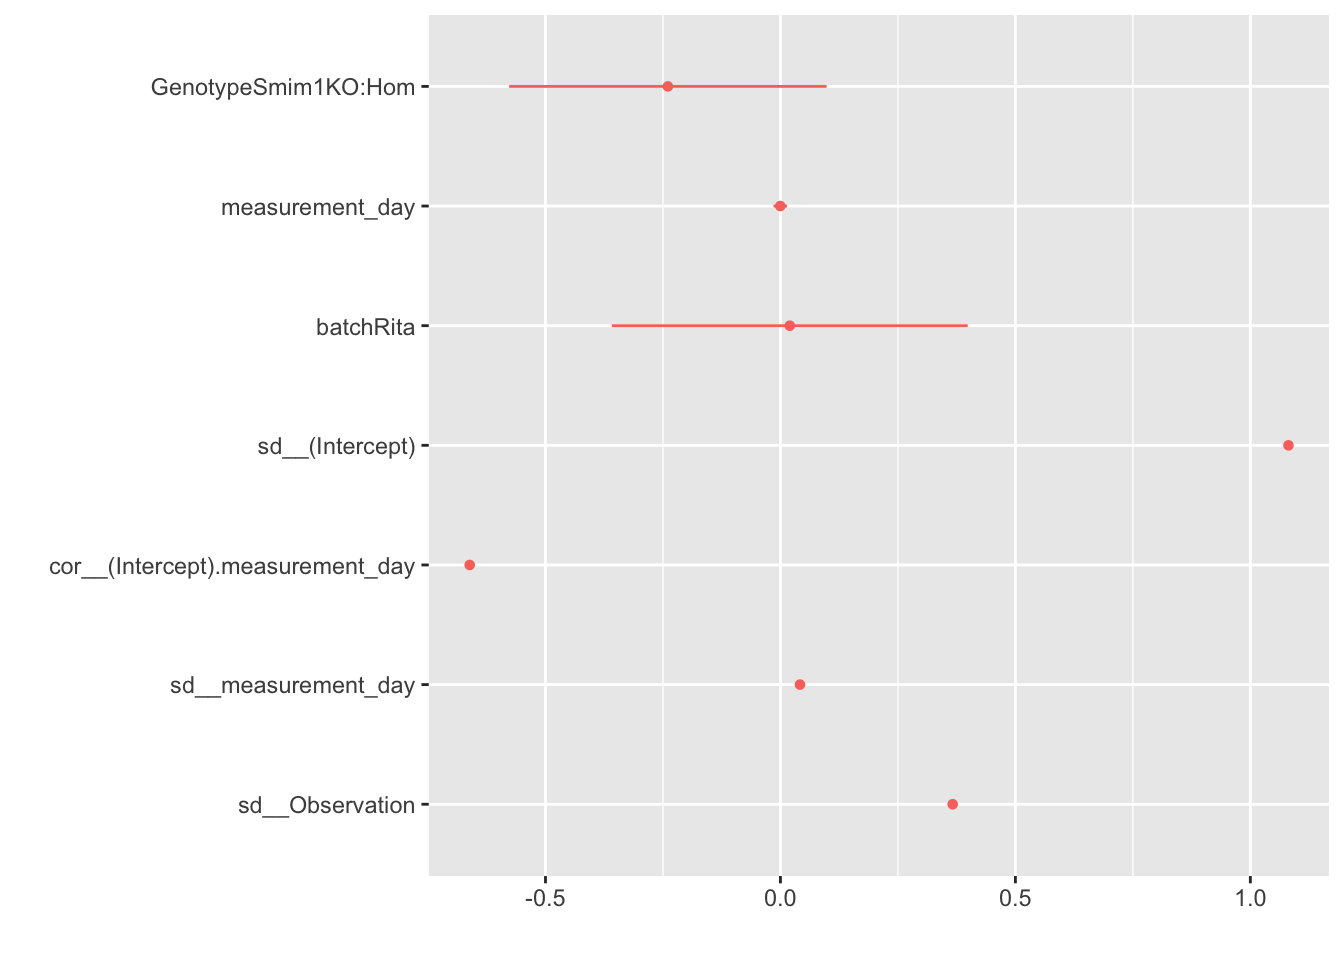 GenotypeSmim1KO:Hom
measurement_day
batchRita
sd__(Intercept)
cor__(Intercept).measurement_day
sd__measurement_day
sd__Observation
-0.5 0.0 0.5 1.0